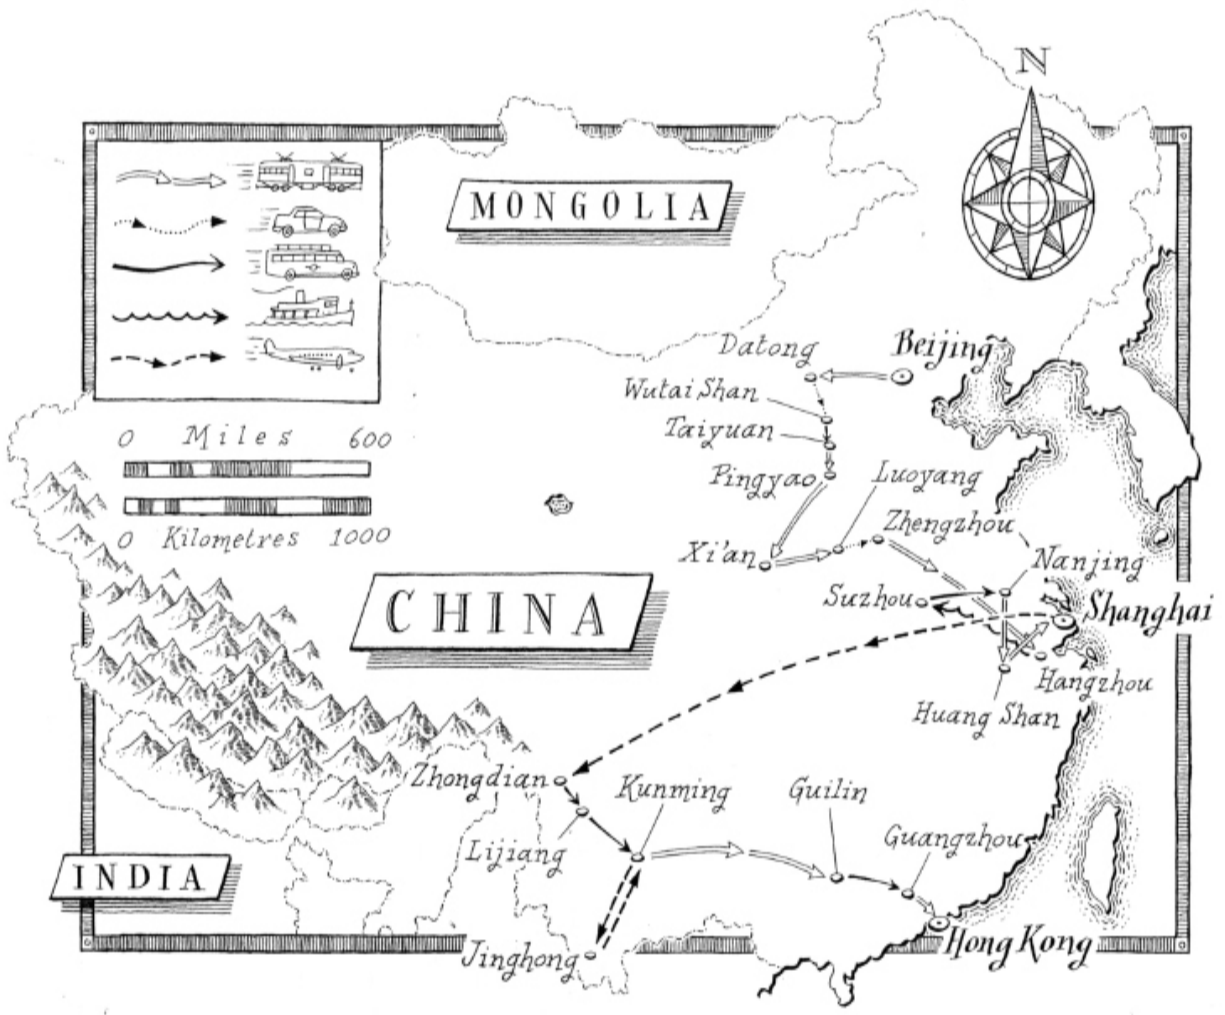 N
MONGOLIA
Datong
Beijing
Wutai Shan
0 Miles 600
Taiyuan
Pingyao
Luoyang
Zhengzhou
0 Kilometres 1000
Xi'an
Nanjing
Suzhou
Shanghai
CHINA
Hangzhou
Huang Shan
Zhongdian
Kunming
Guilin
Guangzhou
Lijiang
INDIA
Jinghong
Hong Kong